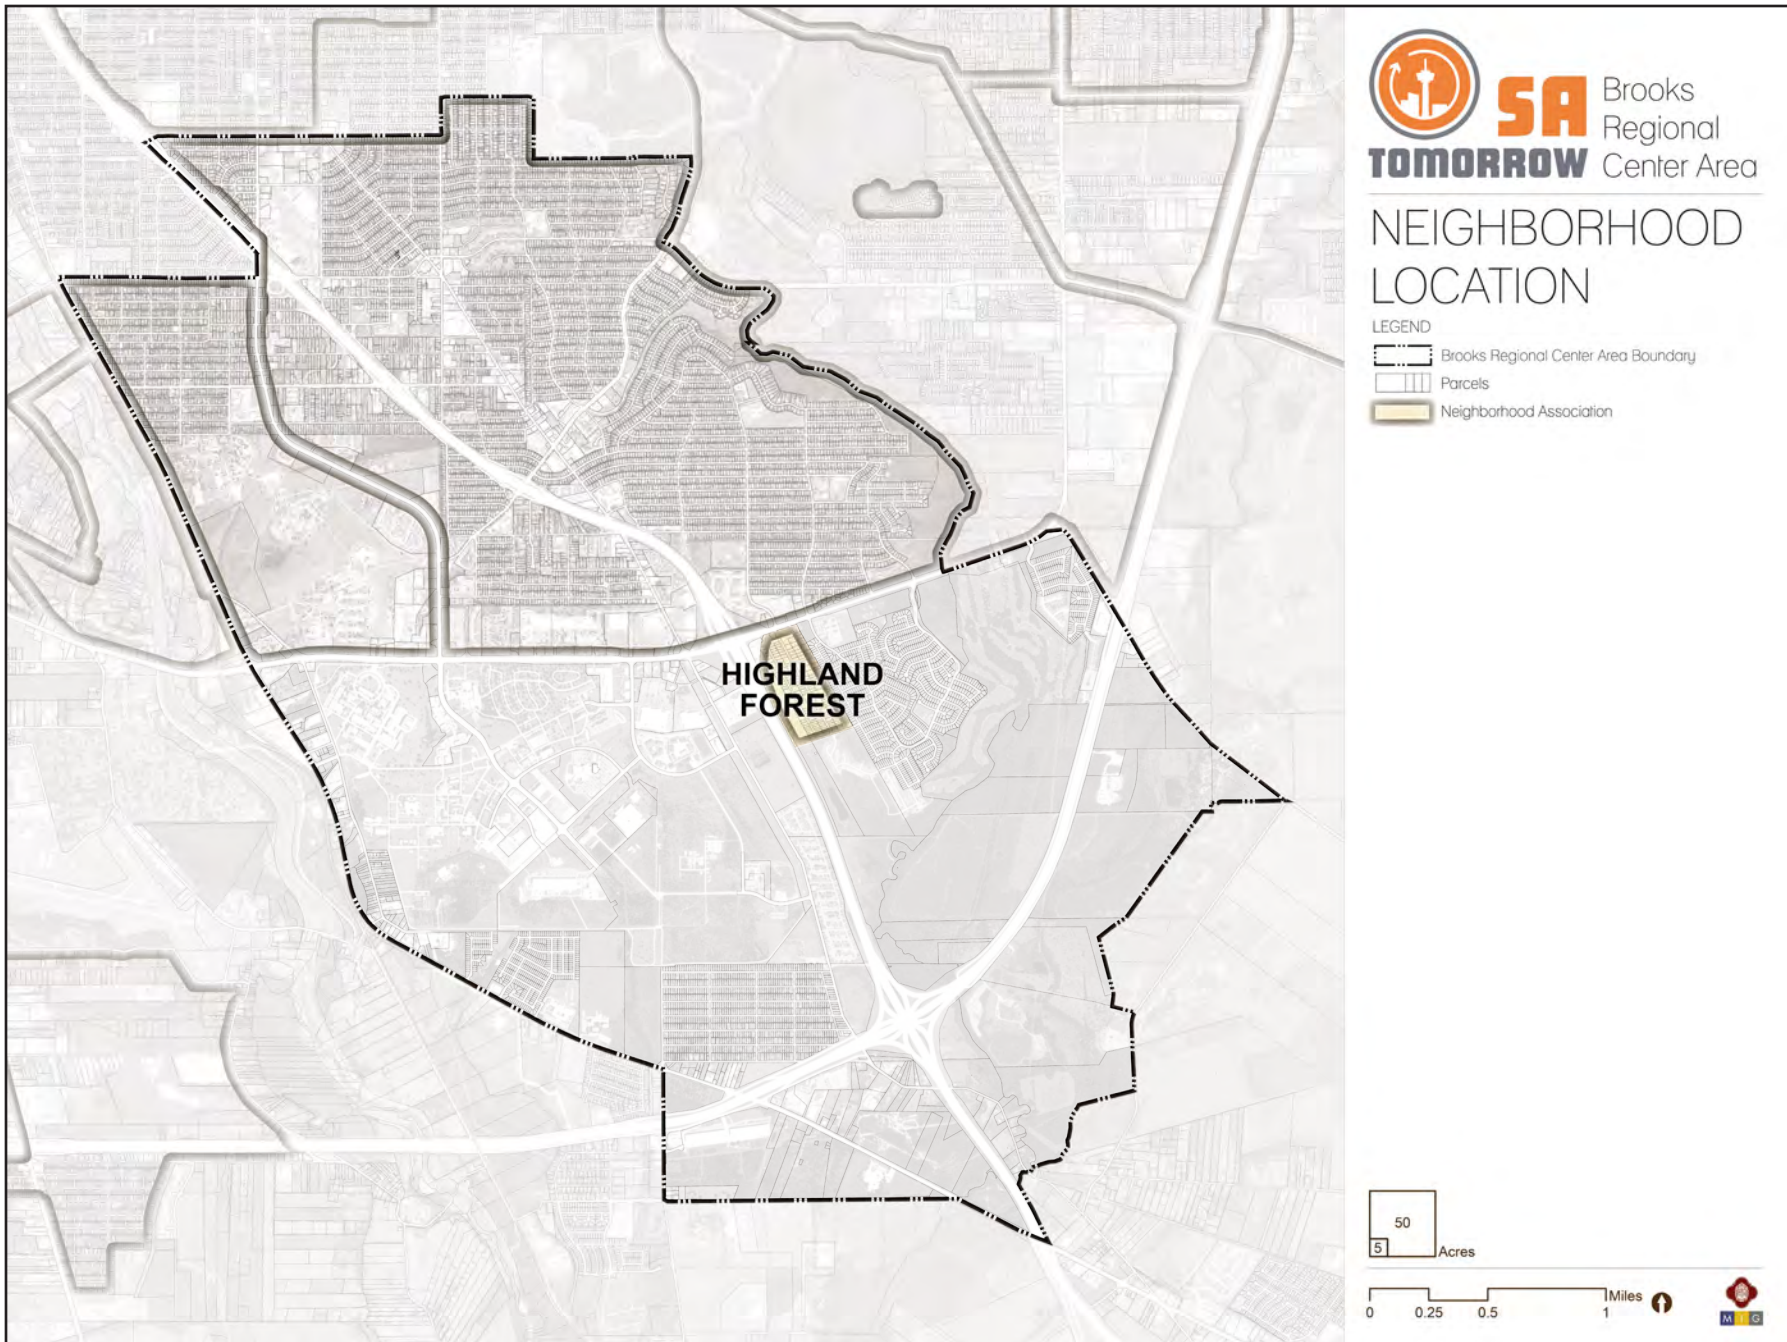 SA
TOMORROW
Brooks
Regional
Center Area
NEIGHBORHOOD
LOCATION
LEGEND
Brooks Regional Center Area Boundary
Parcels
Neighborhood Association
HIGHLAND
FOREST
50
5
Acres
Miles
0 0.25 0.5 1
M I G